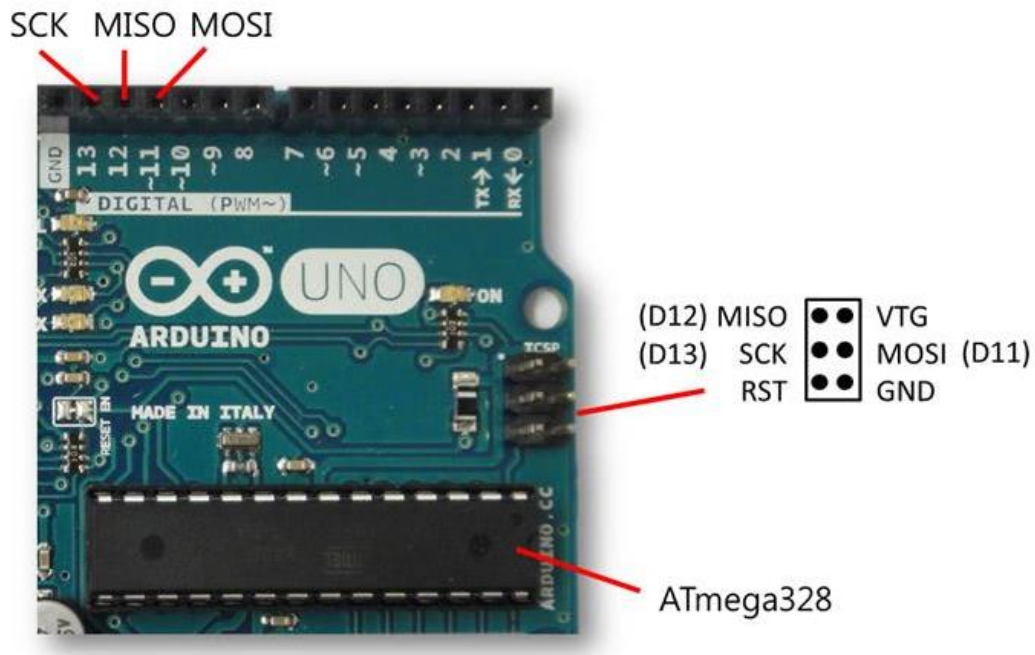 SCK MISO MOSI
GND 13 12 ~11 ~10 ~9 8 7 ~6 ~5 4 ~3 2 TX→1 RX←0
DIGITAL (PWM~)
UNO
ON
ARDUINO
ICSP
(D12) MISO VTG
(D13) SCK MOSI (D11)
RST GND
MADE IN ITALY
RESET EN
ARDUINO.CC
ATmega328